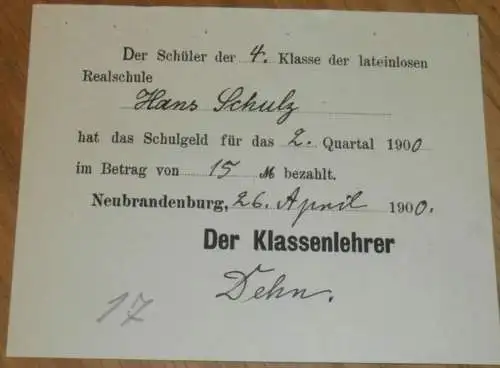 Der Schüler der 4. Klasse der lateinlosen
Realschule
Hans Schulz
hat das Schulgeld für das 2. Quartal 1900
im Betrag von 15 M bezahlt.
Neubrandenburg, 26. April 1900.
Der Klassenlehrer
Dehn.
17